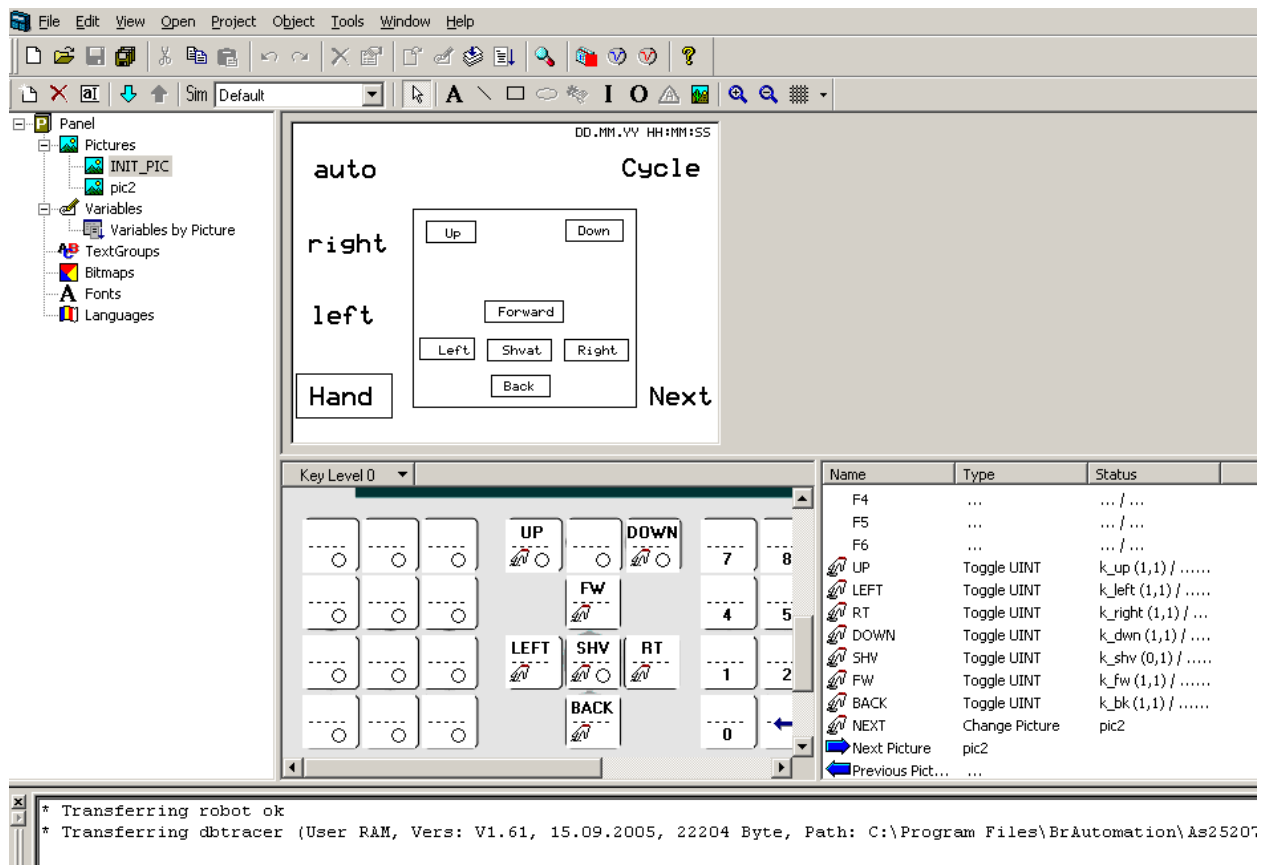 File Edit View Open Project Object Tools Window Help
Sim Default
Panel
Pictures
INIT_PIC
pic2
Variables
Variables by Picture
TextGroups
Bitmaps
Fonts
Languages
DD.MM.YY HH:MM:SS
auto Cycle
Up Down
right
left Forward
Left Shvat Right
Back
Hand Next
Key Level 0
UP DOWN
7 8
FW
4 5
LEFT SHV RT
1 2
BACK
0
Name Type Status
F4 ... ... / ...
F5 ... ... / ...
F6 ... ... / ...
UP Toggle UINT k_up (1,1) / ......
LEFT Toggle UINT k_left (1,1) / .....
RT Toggle UINT k_right (1,1) / ...
DOWN Toggle UINT k_dwn (1,1) / ....
SHV Toggle UINT k_shv (0,1) / .....
FW Toggle UINT k_fw (1,1) / ......
BACK Toggle UINT k_bk (1,1) / ......
NEXT Change Picture pic2
Next Picture pic2
Previous Pict... ...
* Transferring robot ok
* Transferring dbtracer (User RAM, Vers: V1.61, 15.09.2005, 22204 Byte, Path: C:\Program Files\BrAutomation\As25207